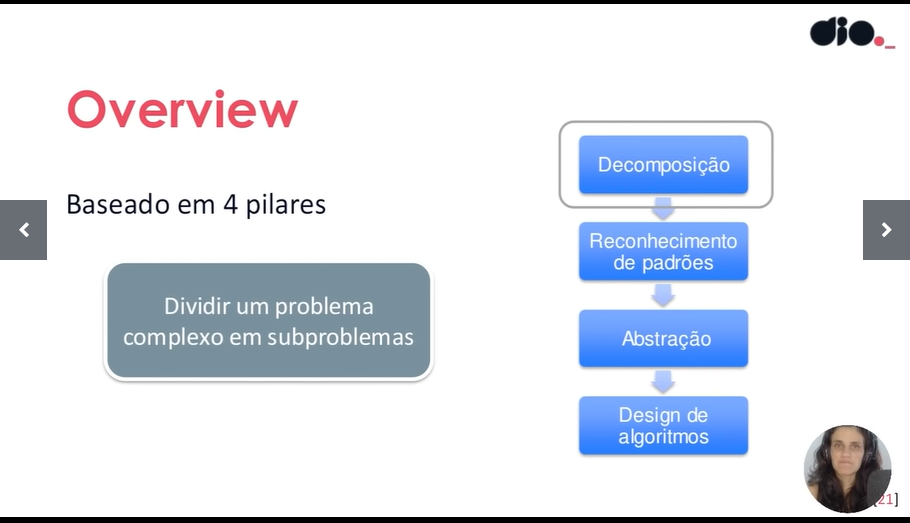 dio._
Overview
Baseado em 4 pilares
Dividir um problema
complexo em subproblemas
Decomposição
Reconhecimento
de padrões
Abstração
Design de
algoritmos
[21]